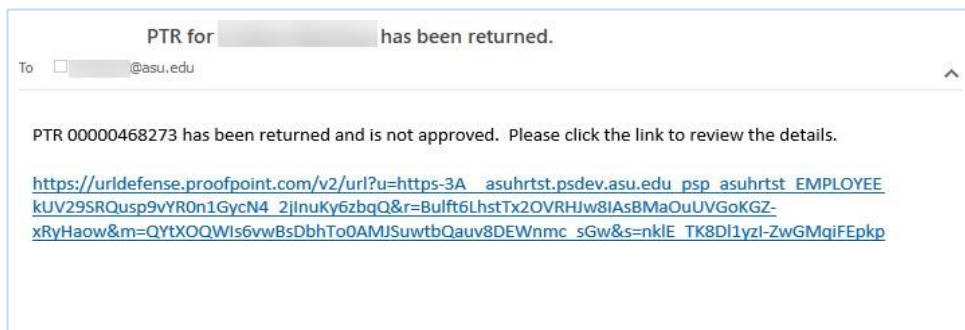 PTR for has been returned.
To @asu.edu
PTR 00000468273 has been returned and is not approved. Please click the link to review the details.
https://urldefense.proofpoint.com/v2/url?u=https-3A__asuhrtst.psdev.asu.edu_psp_asuhrtst_EMPLOYEE
kUV29SRQusp9vYR0n1GycN4_2jInuKy6zbqQ&r=Bulft6LhstTx2OVRHJw8IAsBMaOuUVGoKGZ-
xRyHaow&m=QYtXOQWIs6vwBsDbhTo0AMJSuwtbQauv8DEWnmc_sGw&s=nklE_TK8Dl1yzI-ZwGMqiFEpkp